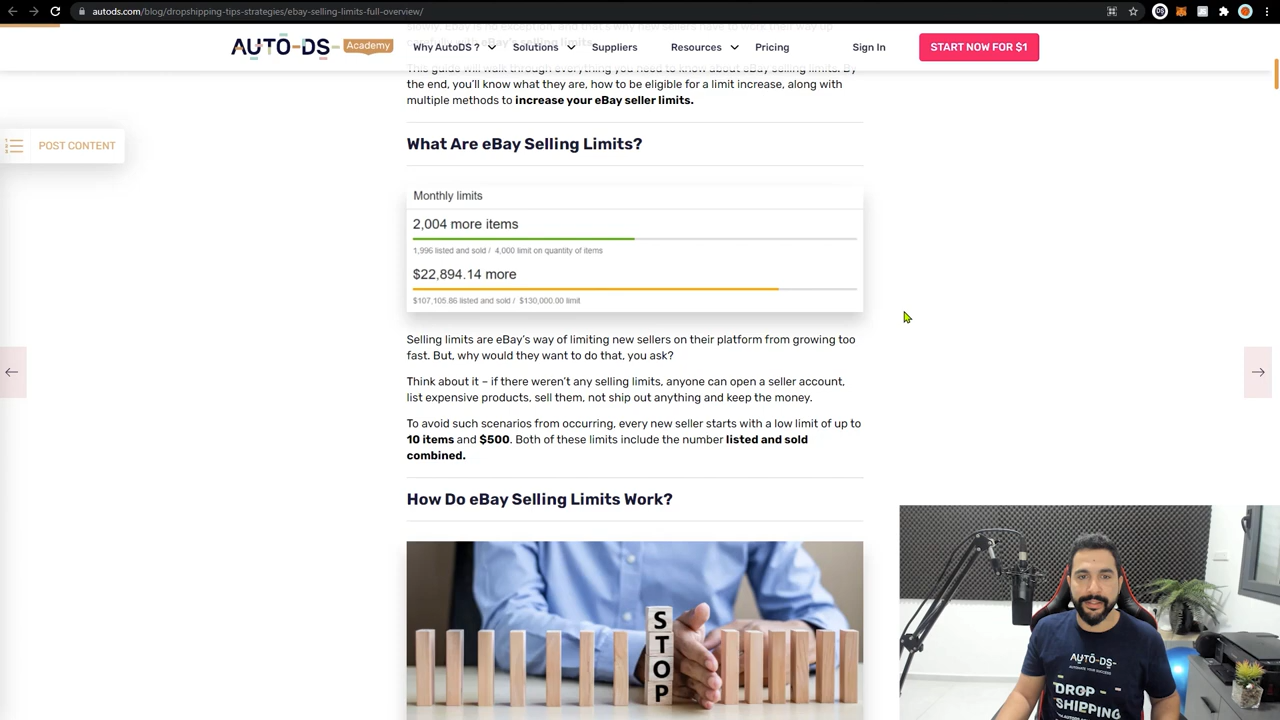 autods.com/blog/dropshipping-tips-strategies/ebay-selling-limits-full-overview/
AUTO-DS- Academy Why AutoDS ? Solutions Suppliers Resources Pricing Sign In START NOW FOR $1
This guide will walk through everything you need to know about eBay selling limits. By
the end, you'll know what they are, how to be eligible for a limit increase, along with
multiple methods to increase your eBay seller limits.
POST CONTENT
What Are eBay Selling Limits?
Monthly limits
2,004 more items
1,996 listed and sold / 4,000 limit on quantity of items
$22,894.14 more
$107,105.86 listed and sold / $130,000.00 limit
Selling limits are eBay's way of limiting new sellers on their platform from growing too
fast. But, why would they want to do that, you ask?
Think about it – if there weren't any selling limits, anyone can open a seller account,
list expensive products, sell them, not ship out anything and keep the money.
To avoid such scenarios from occurring, every new seller starts with a low limit of up to
10 items and $500. Both of these limits include the number listed and sold
combined.
How Do eBay Selling Limits Work?
S
T
O
P
AUTO-DS-
AUTOMATE YOUR SUCCESS
DROP
SHIPPING